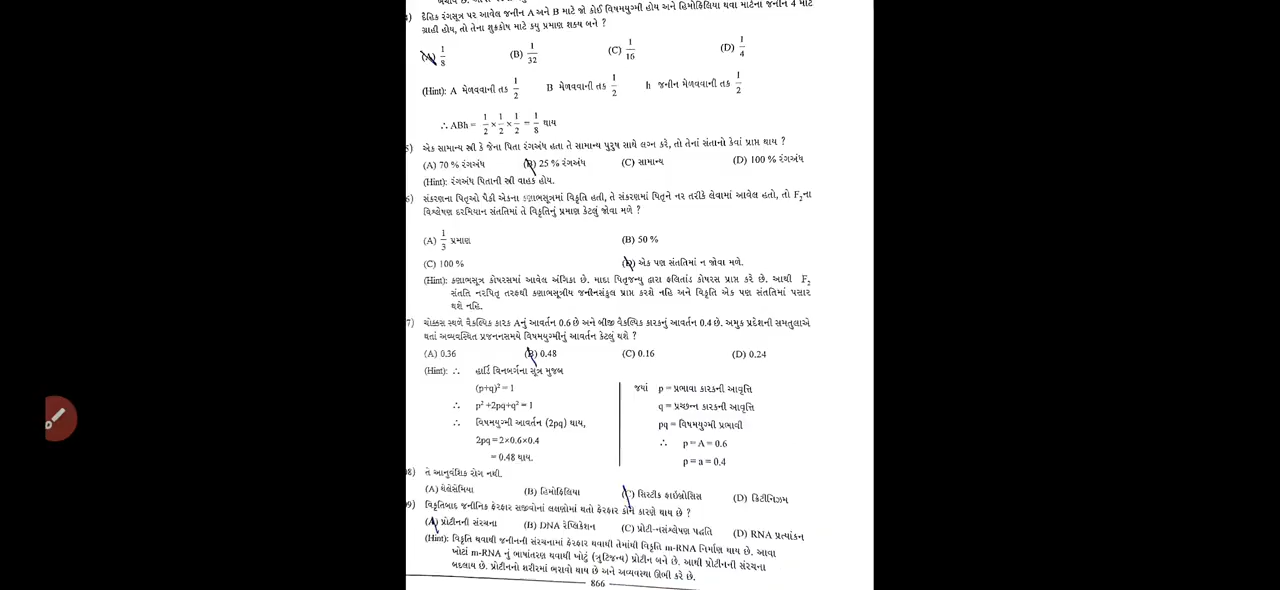 4) દૈહિક રંગસૂત્ર પર આવેલ જનીન A અને B માટે જો કોઈ વિષમયુગ્મી હોય અને હિમોફિલિયા થવા માટેના જનીન 4 માટે
ગ્રાહી હોય, તો તેના શુક્રકોષ માટે કયુ પ્રમાણ શક્ય બને ?
(A) 1/8 (B) 1/32 (C) 1/16 (D) 1/4
(Hint): A મેળવવાની તક 1/2 B મેળવવાની તક 1/2 h જનીન મેળવવાની તક 1/2
∴ ABh = 1/2 × 1/2 × 1/2 = 1/8 થાય
5) એક સામાન્ય સ્ત્રી કે જેના પિતા રંગઅંધ હતા તે સામાન્ય પુરુષ સાથે લગ્ન કરે, તો તેનાં સંતાનો કેવાં પ્રાપ્ત થાય ?
(A) 70 % રંગઅંધ (B) 25 % રંગઅંધ (C) સામાન્ય (D) 100 % રંગઅંધ
(Hint): રંગઅંધ પિતાની સ્ત્રી વાહક હોય.
6) સંકરણના પિતૃઓ પૈકી એકના કણાભસૂત્રમાં વિકૃતિ હતી, તે સંકરણમાં પિતૃને નર તરીકે લેવામાં આવેલ હતો, તો F₂ના
વિશ્લેષણ દરમિયાન સંતતિમાં તે વિકૃતિનું પ્રમાણ કેટલું જોવા મળે ?
(A) 1/3 પ્રમાણ (B) 50 %
(C) 100 % (D) એક પણ સંતતિમાં ન જોવા મળે.
(Hint): કણાભસૂત્ર કોષરસમાં આવેલ અંગિકા છે. માદા પિતૃજન્યુ દ્વારા ફલિતાંડ કોષરસ પ્રાપ્ત કરે છે. આથી F₂
સંતતિ નરપિતૃ તરફથી કણાભસૂત્રીય જનીનસંકુલ પ્રાપ્ત કરશે નહિ અને વિકૃતિ એક પણ સંતતિમાં પસાર
થશે નહિ.
7) ચોક્કસ સ્થળે વૈકલ્પિક કારક Aનું આવર્તન 0.6 છે અને બીજી વૈકલ્પિક કારકનું આવર્તન 0.4 છે. અમુક પ્રદેશની સમતુલાએ
થતાં અવ્યવસ્થિત પ્રજનનસમયે વિષમયુગ્મીનું આવર્તન કેટલું થશે ?
(A) 0.36 (B) 0.48 (C) 0.16 (D) 0.24
(Hint): ∴ હાર્ડિ વિનબર્ગના સૂત્ર મુજબ
(p+q)² = 1
∴ p² +2pq+q² = 1
∴ વિષમયુગ્મી આવર્તન (2pq) થાય,
2pq = 2×0.6×0.4
= 0.48 થાય.
જયાં p = પ્રભાવી કારકની આવૃત્તિ
q = પ્રચ્છન્ન કારકની આવૃત્તિ
pq = વિષમયુગ્મી પ્રભાવી
∴ p = A = 0.6
p = a = 0.4
08) તે આનુવંશિક રોગ નથી.
(A) થેલેસેમિયા (B) હિમોફિલિયા (C) સિસ્ટીક ફાઇબ્રોસિસ (D) ક્રિટીનિઝમ
09) વિકૃતિબાદ જનીનિક ફેરફાર સજીવોનાં લક્ષણોમાં થતો ફેરફાર કોને કારણે થાય છે ?
(A) પ્રોટીનની સંરચના (B) DNA રેપ્લિકેશન (C) પ્રોટીનસંશ્લેષણ પદ્ધતિ (D) RNA પ્રત્યાંકન
(Hint): વિકૃતિ થવાથી જનીનની સંરચનામાં ફેરફાર થવાથી તેમાંથી વિકૃતિ m-RNA નિર્માણ થાય છે. આવા
ખોટાં m-RNA નું ભાષાંતરણ થવાથી ખોટું (ત્રુટિજન્ય) પ્રોટીન બને છે. આથી પ્રોટીનની સંરચના
બદલાય છે. પ્રોટીનનો શરીરમાં ભરાવો થાય છે અને અવ્યવસ્થા ઊભી કરે છે.
866